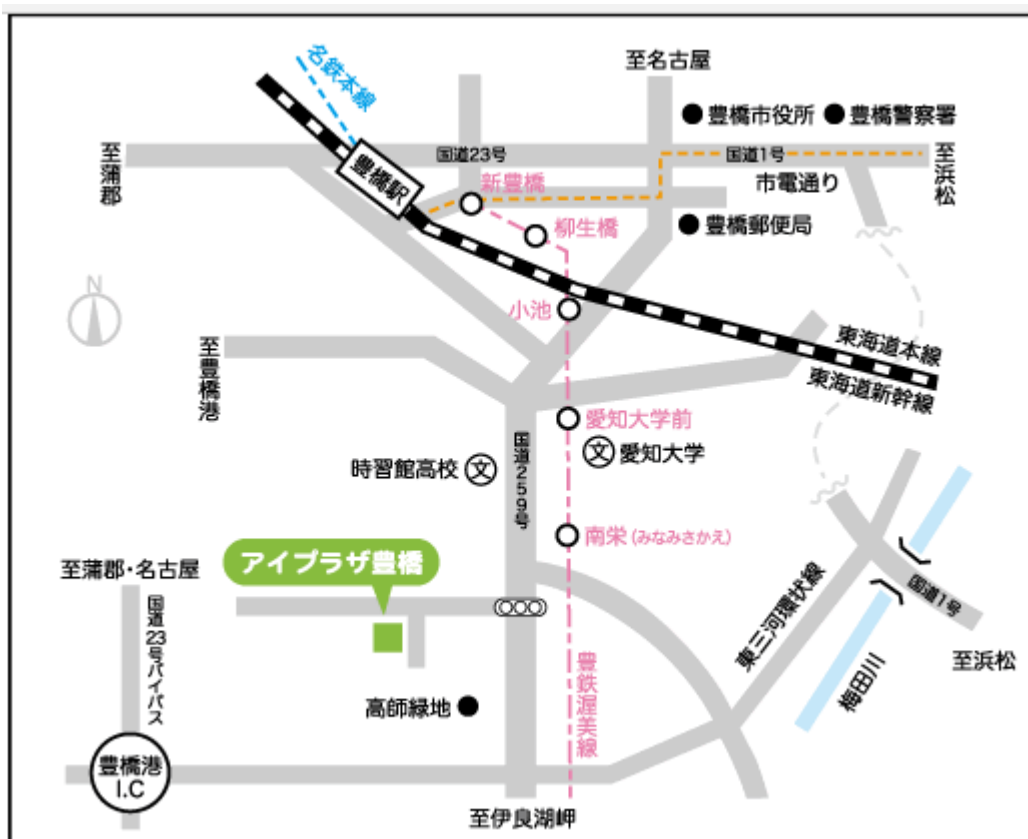 至名古屋
名鉄本線
豊橋市役所
豊橋警察署
至蒲郡
豊橋駅
国道23号
国道1号
至浜松
新豊橋
市電通り
柳生橋
豊橋郵便局
N
小池
至豊橋港
東海道本線
東海道新幹線
愛知大学前
国道259号
時習館高校
文
文
愛知大学
南栄(みなみさかえ)
アイプラザ豊橋
至蒲郡・名古屋
国道23号バイパス
国道1号
東三河環状線
至浜松
梅田川
豊鉄渥美線
高師緑地
豊橋港
I.C
至伊良湖岬